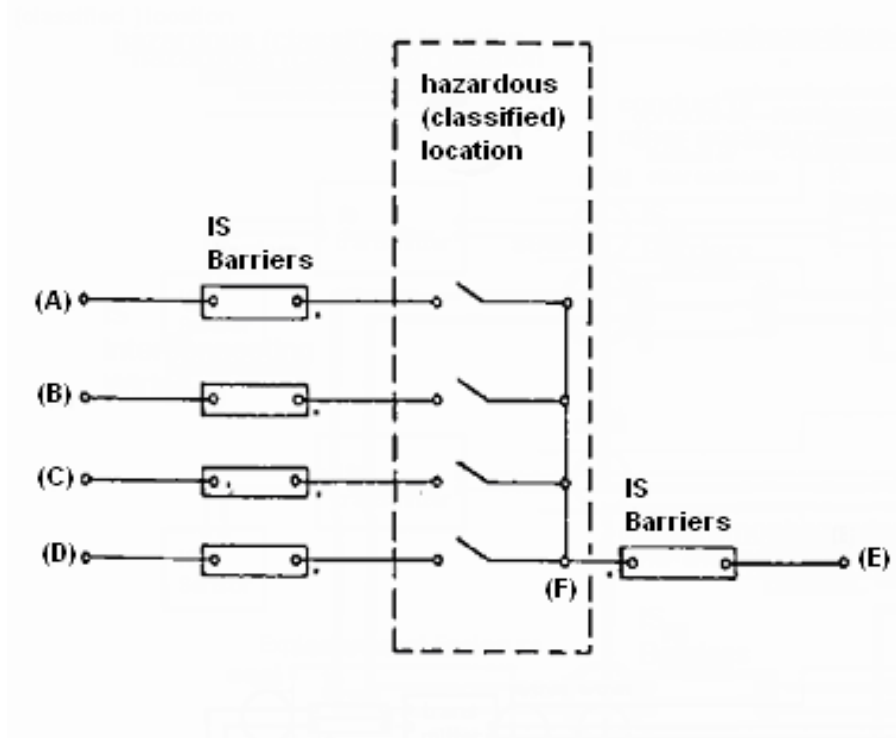 hazardous
(classified)
location
IS
Barriers
(A)
(B)
(C)
IS
Barriers
(D)
(E)
(F)